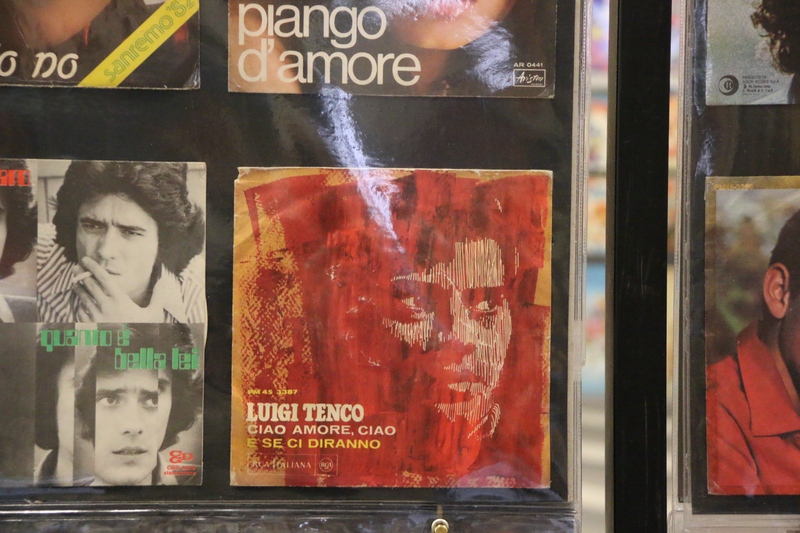 o no
sanremo '82
piango
d'amore
AR 0441
Ariston
quando è
bella lei
PM 45 3387
LUIGI TENCO
CIAO AMORE, CIAO
E SE CI DIRANNO
RCA ITALIANA
RCA